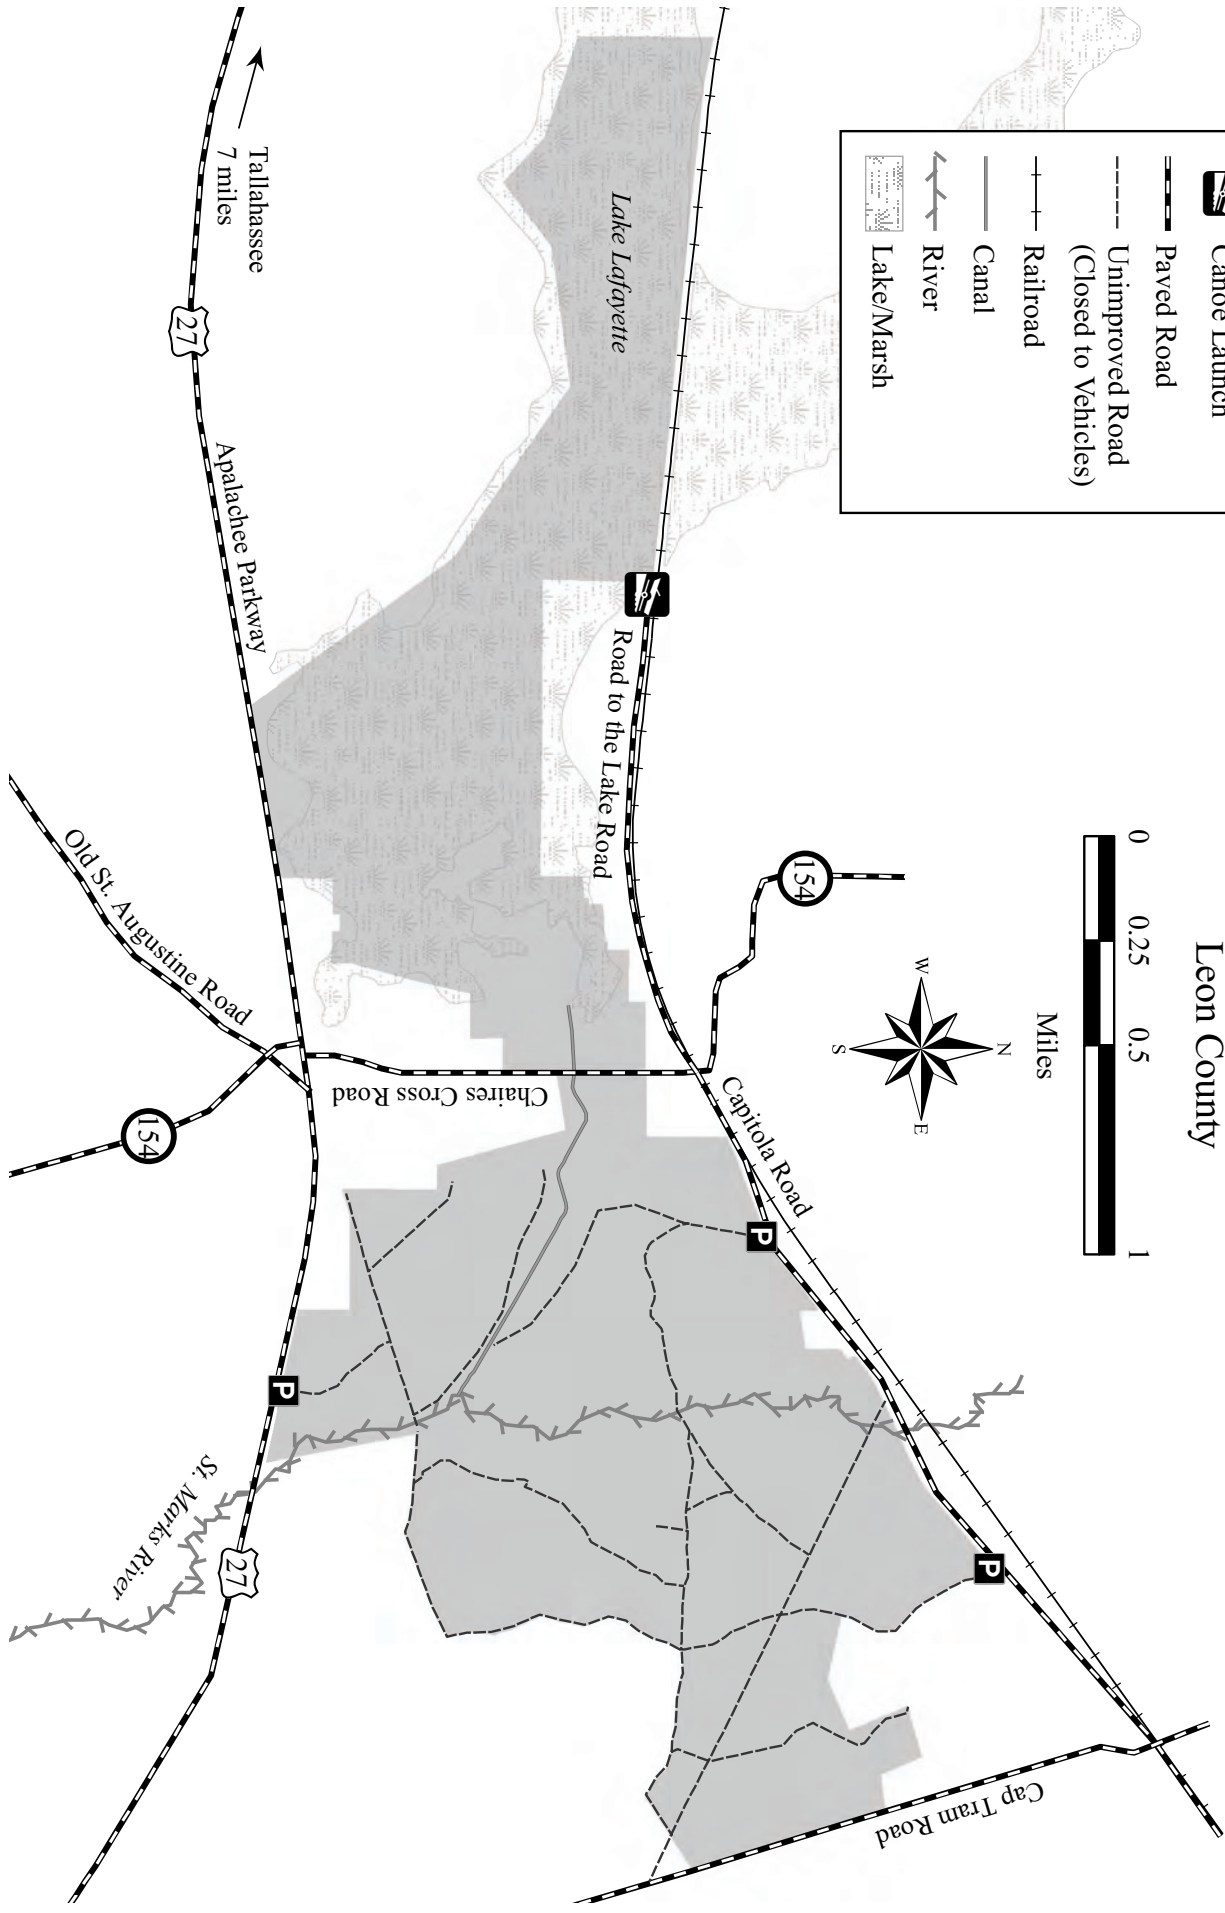 Leon County
0 0.25 0.5 1
Miles
Canoe Launch
Paved Road
Unimproved Road
(Closed to Vehicles)
Railroad
Canal
River
Lake/Marsh
N
W
E
S
154
Capitola Road
Road to the Lake Road
Lake Lafayette
P
P
Cap Tram Road
Chaires Cross Road
Tallahassee
7 miles
27
Apalachee Parkway
Old St. Augustine Road
154
P
St. Marks River
27